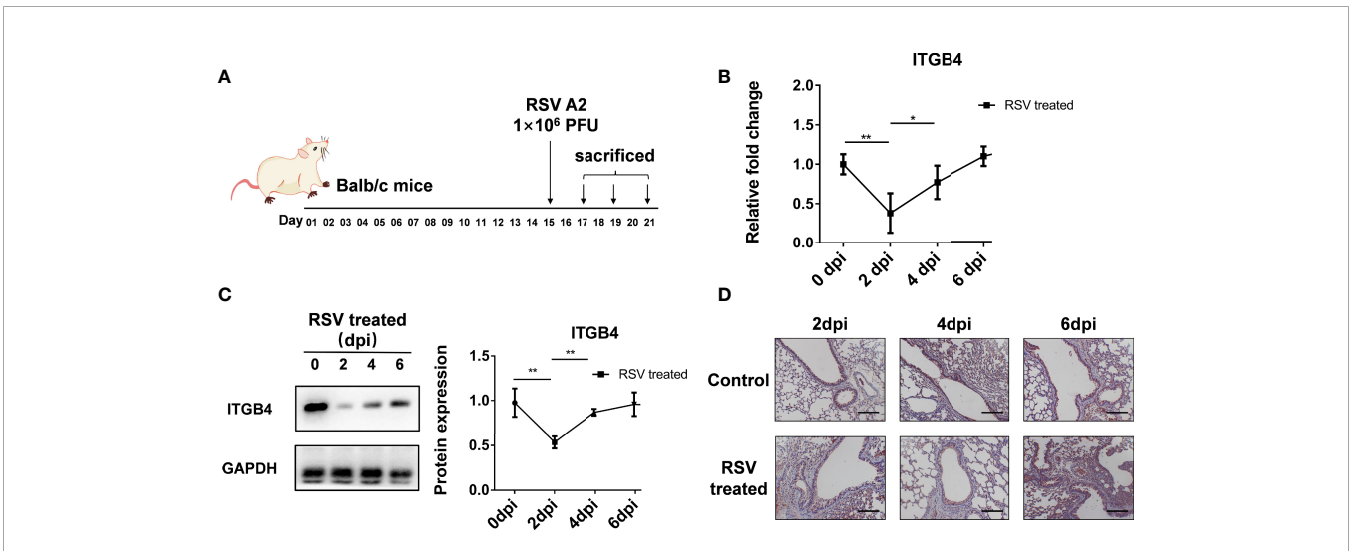 A
RSV A2
1×10⁶ PFU
sacrificed
Balb/c mice
Day 01 02 03 04 05 06 07 08 09 10 11 12 13 14 15 16 17 18 19 20 21
B
ITGB4
Relative fold change
2.0
1.5
1.0
0.5
0.0
RSV treated
**
*
0 dpi
2 dpi
4 dpi
6 dpi
C
RSV treated
(dpi)
0 2 4 6
ITGB4
GAPDH
ITGB4
Protein expression
1.5
1.0
0.5
0.0
**
**
RSV treated
0dpi
2dpi
4dpi
6dpi
D
2dpi 4dpi 6dpi
Control
RSV
treated